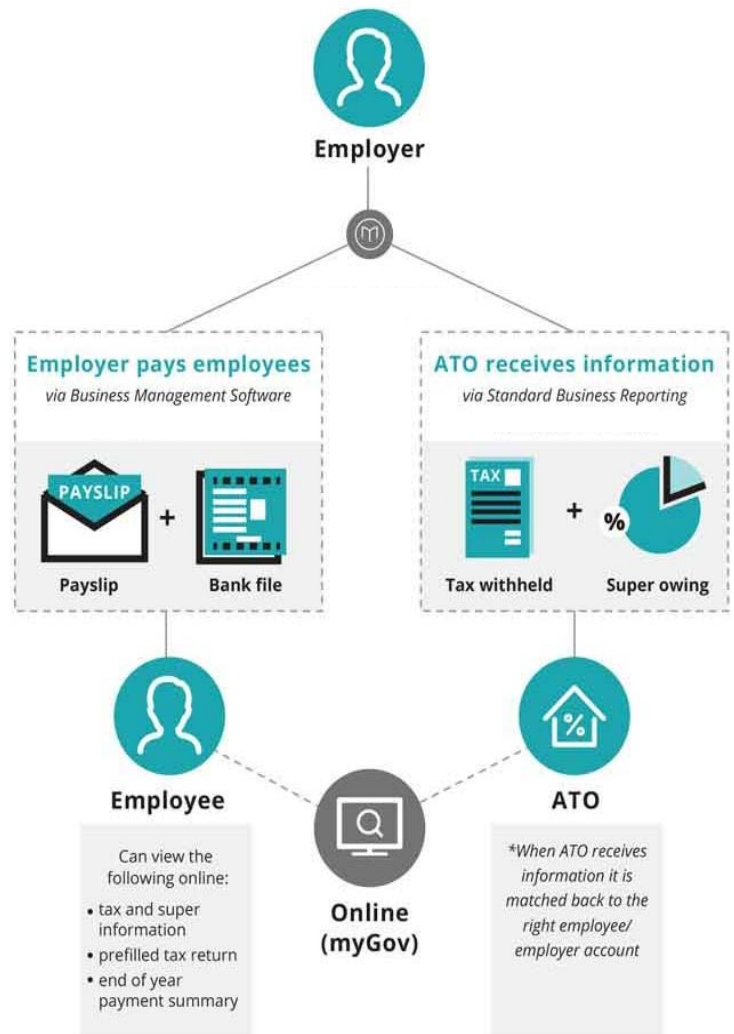 Employer
Employer pays employees
via Business Management Software
PAYSLIP
+
Payslip
Bank file
ATO receives information
via Standard Business Reporting
TAX
+
%
Tax withheld
Super owing
Employee
Can view the
following online:
• tax and super
information
• prefilled tax return
• end of year
payment summary
Online
(myGov)
%
ATO
*When ATO receives
information it is
matched back to the
right employee/
employer account